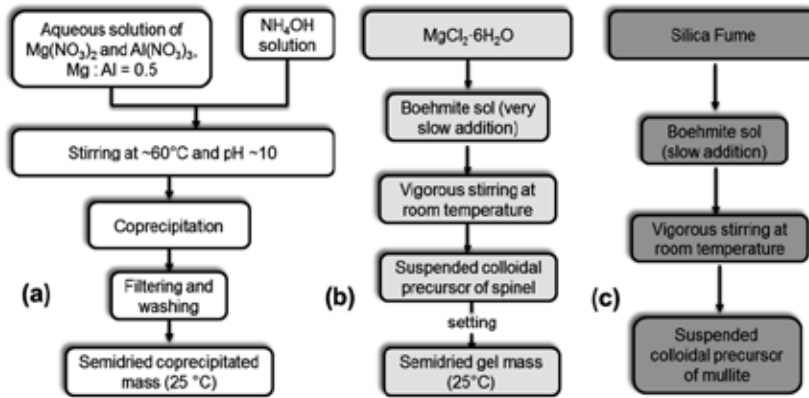 Aqueous solution of
Mg(NO₃)₂ and Al(NO₃)₃-
Mg : Al = 0.5
NH₄OH
solution
Stirring at ~60°C and pH ~10
Coprecipitation
Filtering and
washing
(a)
Semidried coprecipitated
mass (25 °C)
MgCl₂·6H₂O
Boehmite sol (very
slow addition)
Vigorous stirring at
room temperature
Suspended colloidal
precursor of spinel
(b)
setting
Semidried gel mass
(25°C)
Silica Fume
Boehmite sol
(slow addition)
Vigorous stirring at
room temperature
(c)
Suspended
colloidal precursor
of mullite